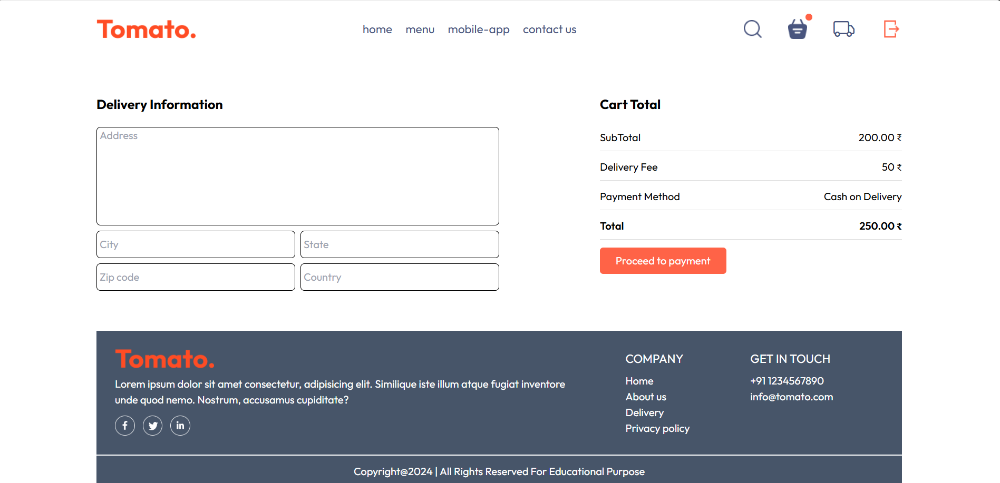 Tomato.
home menu mobile-app contact us
Delivery Information
Address
City State
Zip code Country
Cart Total
SubTotal 200.00 ₹
Delivery Fee 50 ₹
Payment Method Cash on Delivery
Total 250.00 ₹
Proceed to payment
Tomato.
Lorem ipsum dolor sit amet consectetur, adipisicing elit. Similique iste illum atque fugiat inventore
unde quod nemo. Nostrum, accusamus cupiditate?
COMPANY
Home
About us
Delivery
Privacy policy
GET IN TOUCH
+91 1234567890
info@tomato.com
Copyright@2024 | All Rights Reserved For Educational Purpose